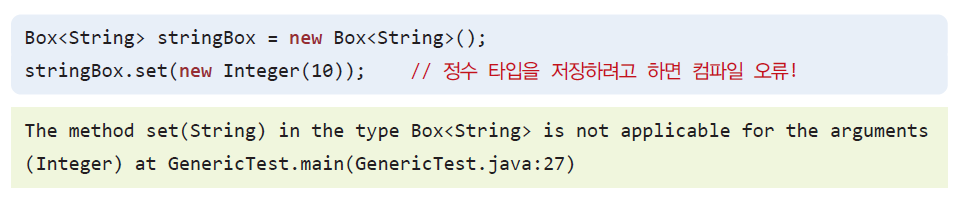 Box<String> stringBox = new Box<String>();
stringBox.set(new Integer(10));    // 정수 타입을 저장하려고 하면 컴파일 오류!
The method set(String) in the type Box<String> is not applicable for the arguments
(Integer) at GenericTest.main(GenericTest.java:27)